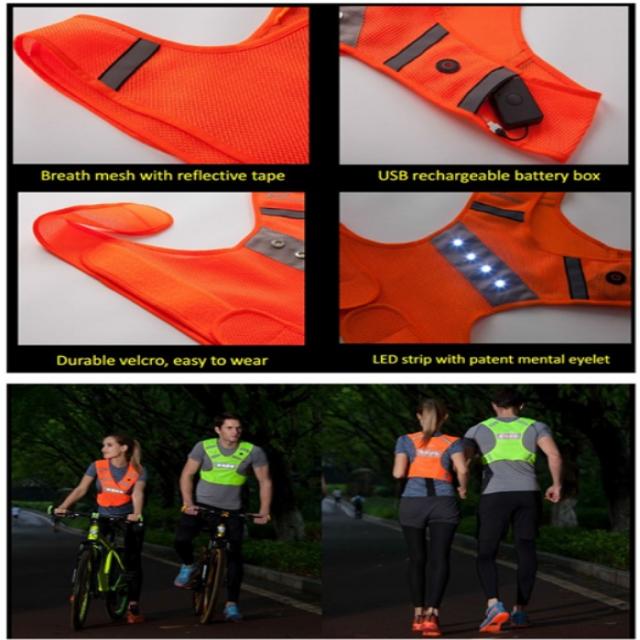 Breath mesh with reflective tape
USB rechargeable battery box
Durable velcro, easy to wear
LED strip with patent mental eyelet